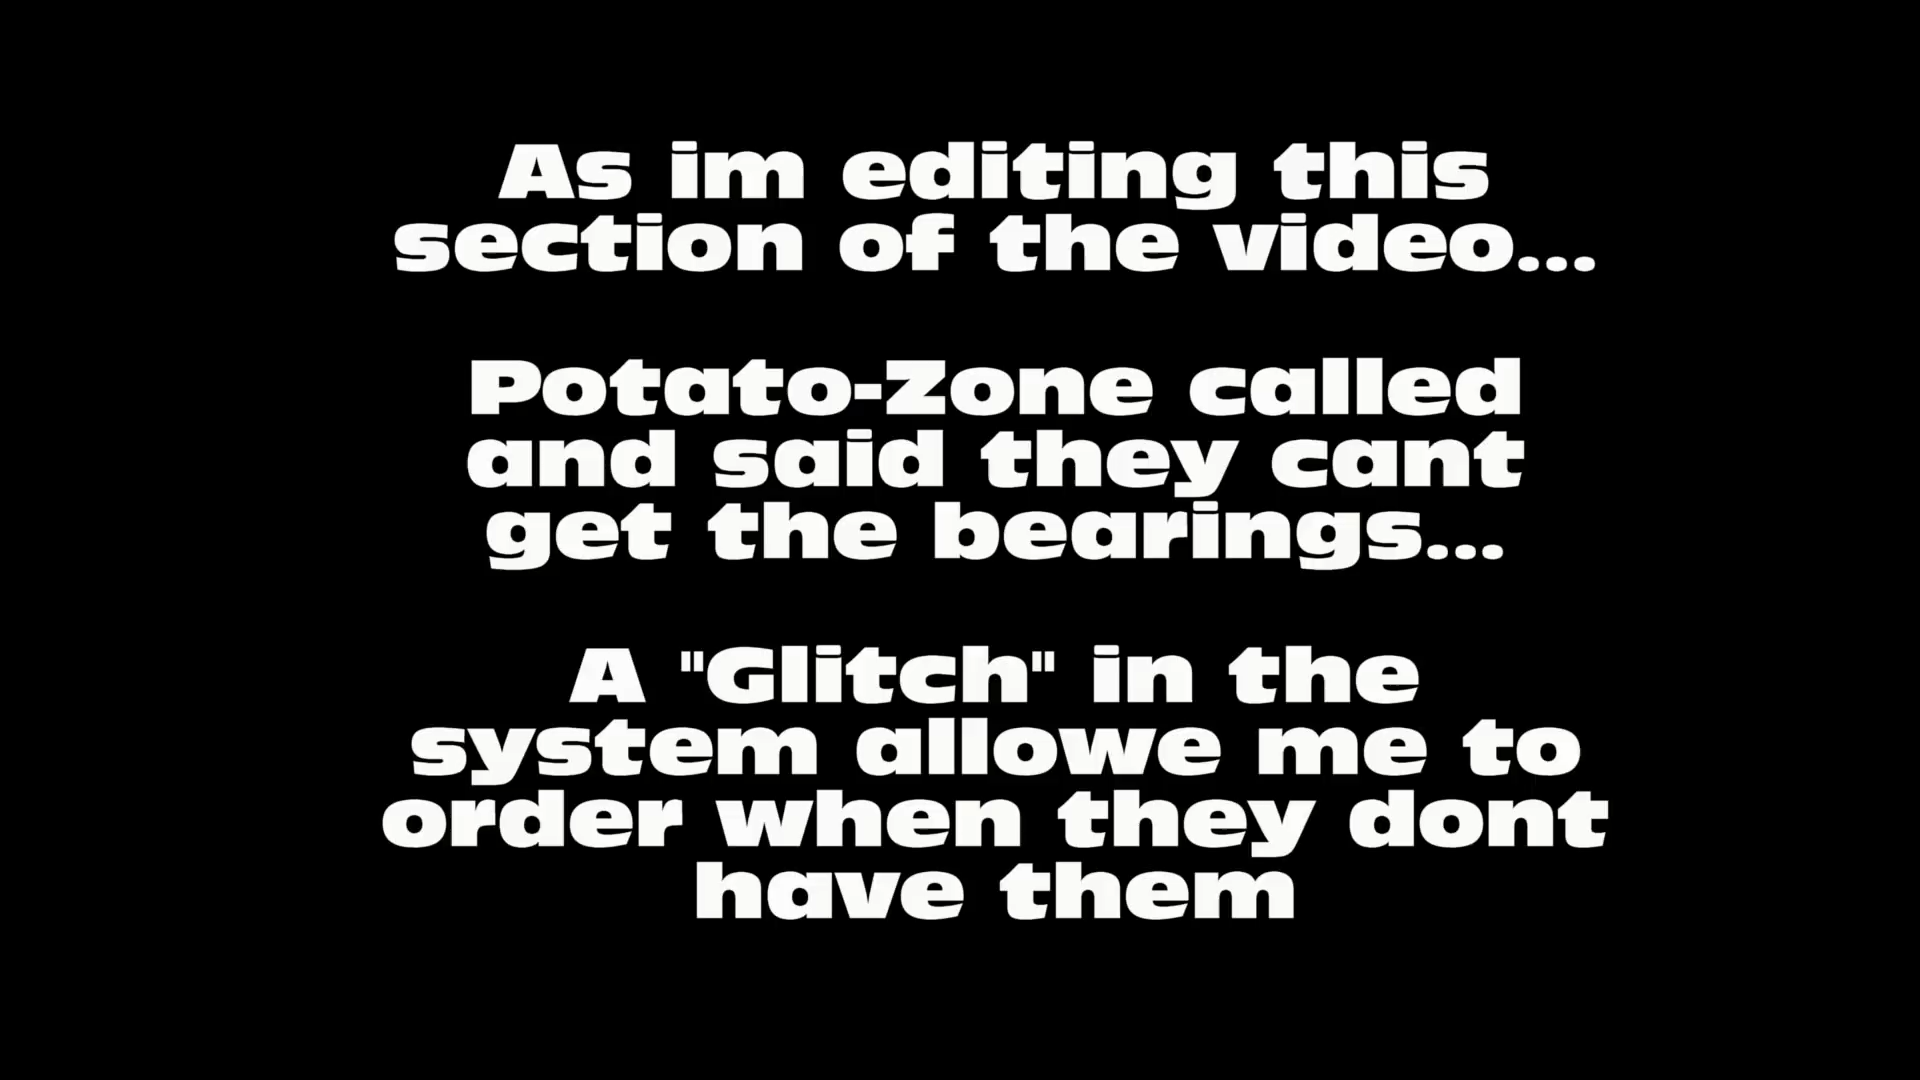 As im editing this
section of the video...
Potato-Zone called
and said they cant
get the bearings...
A "Glitch" in the
system allowe me to
order when they dont
have them